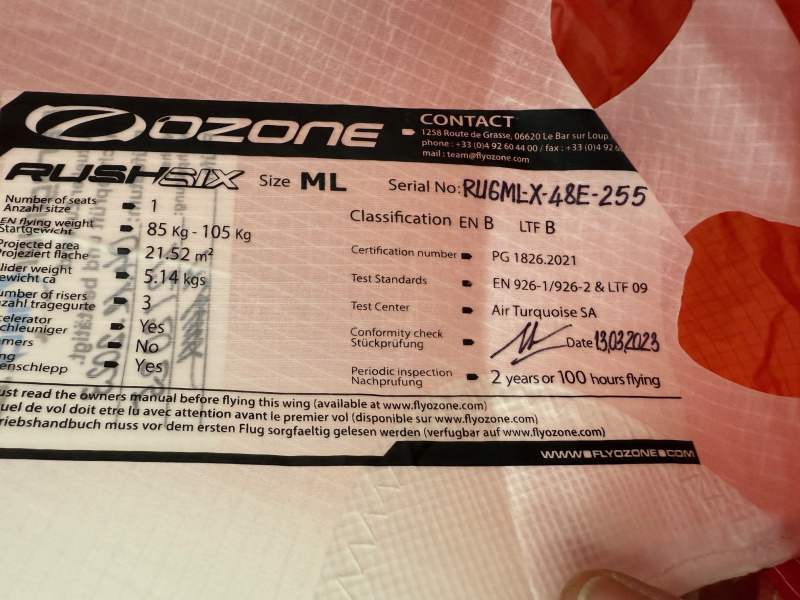 OZONE
CONTACT
1258 Route de Grasse, 06620 Le Bar sur Loup
phone : +33 (0)4 92 60 44 00 / fax : +33 (0)4 92 6
mail : team@flyozone.com
RUSHSIX Size ML Serial No: RU6ML-X-48E-255
Number of seats 1
Anzahl sitze
EN flying weight 85 Kg - 105 Kg
Startgewicht
Projected area 21.52 m²
Projeziert flache
lider weight 5.14 kgs
ewicht ca
umber of risers 3
zahl tragegurte
celerator Yes
chleuniger
mers No
ng Yes
enschlepp
Classification EN B LTF B
Certification number PG 1826.2021
Test Standards EN 926-1/926-2 & LTF 09
Test Center Air Turquoise SA
Conformity check Date 13.03.2023
Stückprüfung
Periodic inspection 2 years or 100 hours flying
Nachprufung
ust read the owners manual before flying this wing (available at www.flyozone.com)
uel de vol doit etre lu avec attention avant le premier vol (disponible sur www.flyozone.com)
riebshandbuch muss vor dem ersten Flug sorgfaeltig gelesen werden (verfugbar auf www.flyozone.com)
WWW.FLYOZONE.COM